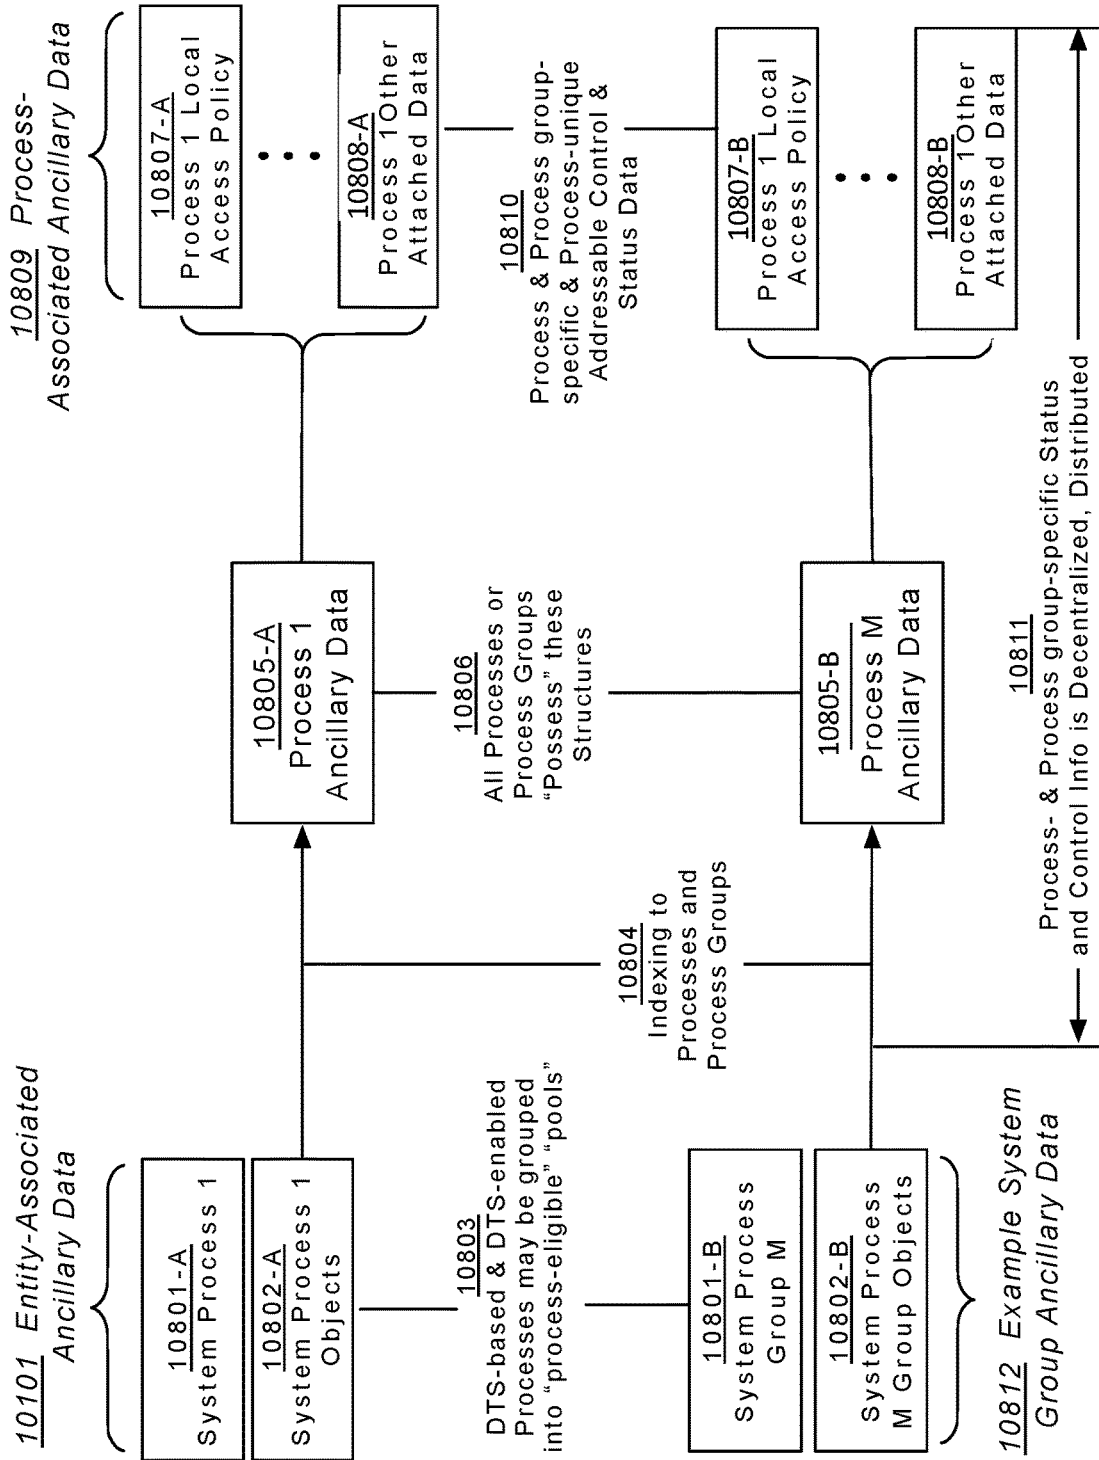 10101 Entity-Associated
Ancillary Data
10801-A
System Process 1
10802-A
System Process 1
Objects
10803
DTS-based & DTS-enabled
Processes may be grouped
into “process-eligible” “pools”
10801-B
System Process
Group M
10802-B
System Process
M Group Objects
10812 Example System
Group Ancillary Data
10804
Indexing to
Processes and
Process Groups
10805-A
Process 1
Ancillary Data
10806
All Processes or
Process Groups
“Possess” these
Structures
10805-B
Process M
Ancillary Data
10809 Process-
Associated Ancillary Data
10807-A
Process 1 Local
Access Policy
• • •
10808-A
Process 1Other
Attached Data
10810
Process & Process group-
specific & Process-unique
Addressable Control &
Status Data
10807-B
Process 1 Local
Access Policy
• • •
10808-B
Process 1Other
Attached Data
10811
Process- & Process group-specific Status
and Control Info is Decentralized, Distributed